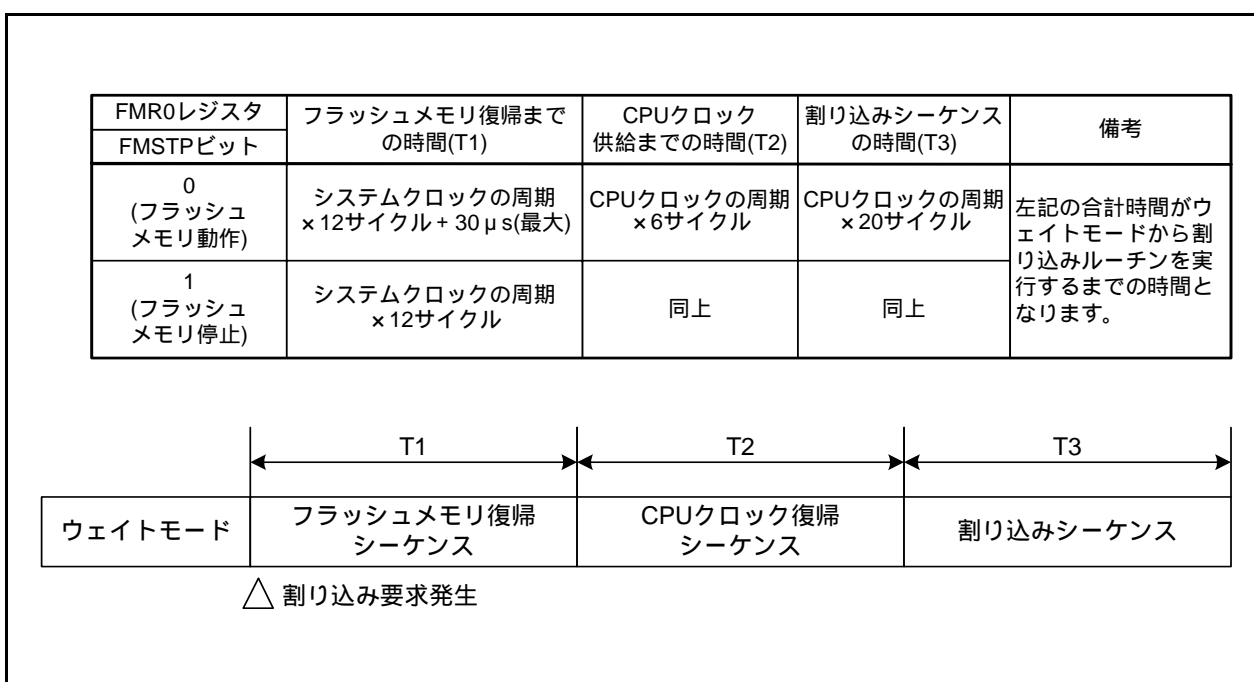 FMR0レジスタ
FMSTPビット
フラッシュメモリ復帰まで
の時間(T1)
CPUクロック
供給までの時間(T2)
割り込みシーケンス
の時間(T3)
備考
0
(フラッシュ
メモリ動作)
システムクロックの周期
×12サイクル + 30μs(最大)
CPUクロックの周期
×6サイクル
CPUクロックの周期
×20サイクル
左記の合計時間がウ
ェイトモードから割
り込みルーチンを実
行するまでの時間と
なります。
1
(フラッシュ
メモリ停止)
システムクロックの周期
×12サイクル
同上
同上
T1
T2
T3
ウェイトモード
フラッシュメモリ復帰
シーケンス
CPUクロック復帰
シーケンス
割り込みシーケンス
△ 割り込み要求発生